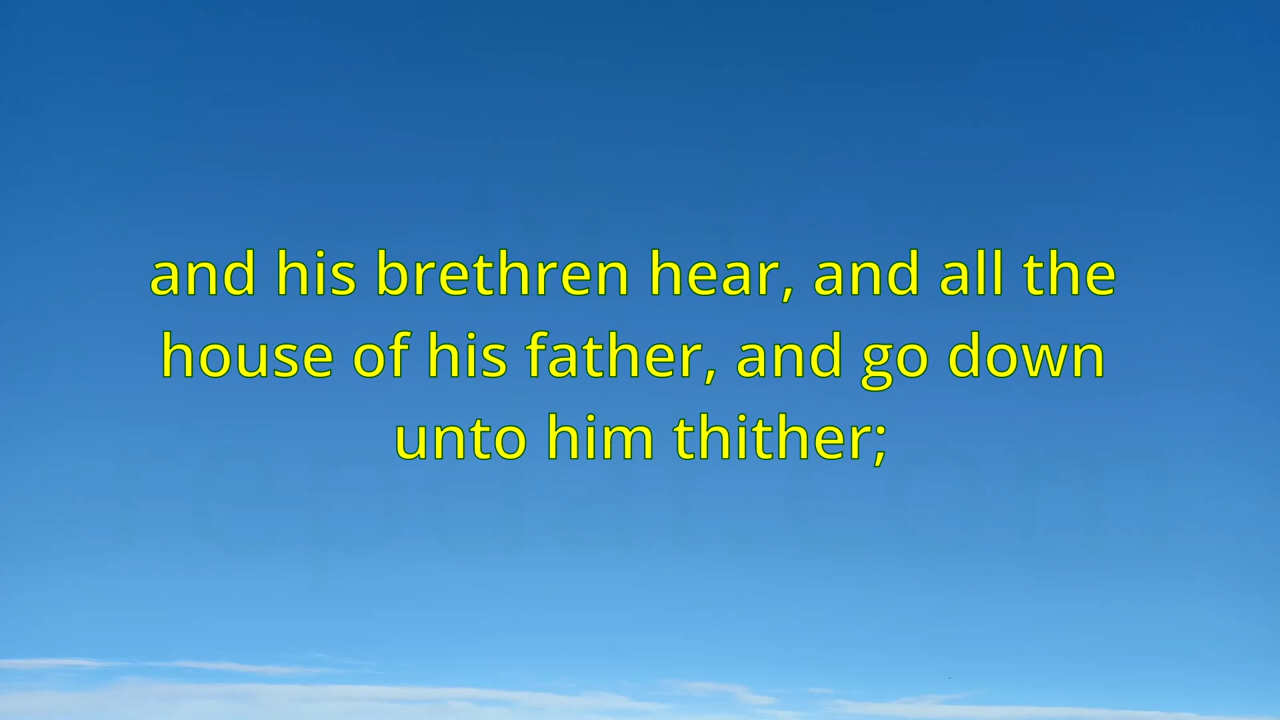 and his brethren hear, and all the
house of his father, and go down
unto him thither;